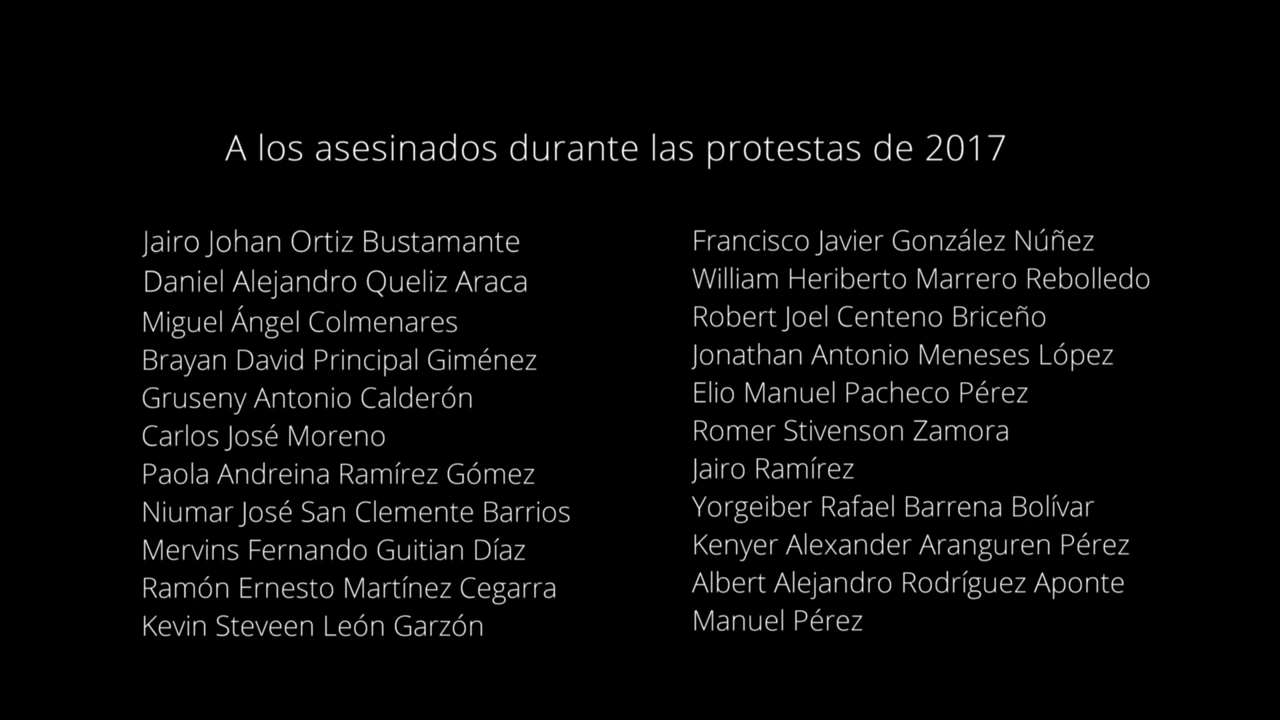 A los asesinados durante las protestas de 2017
Jairo Johan Ortiz Bustamante
Daniel Alejandro Queliz Araca
Miguel Ángel Colmenares
Brayan David Principal Giménez
Gruseny Antonio Calderón
Carlos José Moreno
Paola Andreina Ramírez Gómez
Niumar José San Clemente Barrios
Mervins Fernando Guitian Díaz
Ramón Ernesto Martínez Cegarra
Kevin Steveen León Garzón
Francisco Javier González Núñez
William Heriberto Marrero Rebolledo
Robert Joel Centeno Briceño
Jonathan Antonio Meneses López
Elio Manuel Pacheco Pérez
Romer Stivenson Zamora
Jairo Ramírez
Yorgeiber Rafael Barrena Bolívar
Kenyer Alexander Aranguren Pérez
Albert Alejandro Rodríguez Aponte
Manuel Pérez